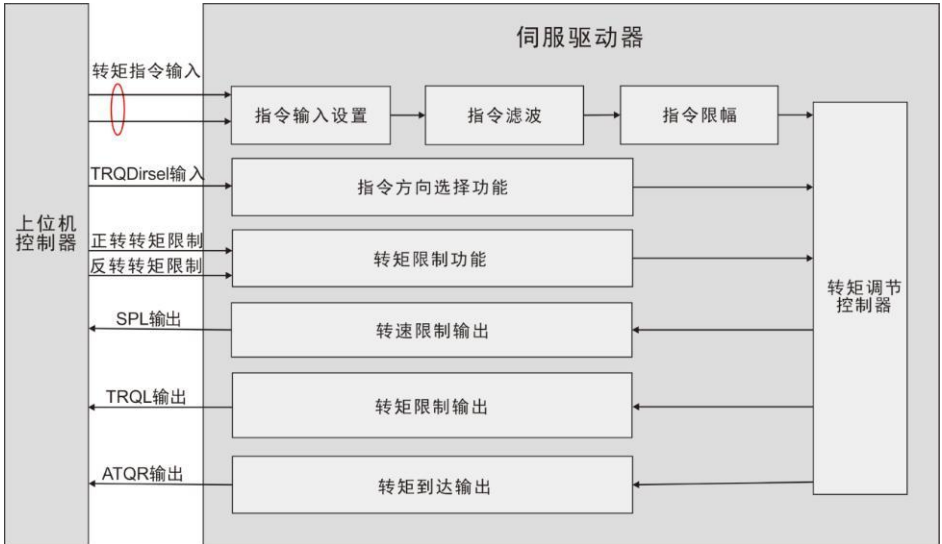 伺服驱动器
转矩指令输入
指令输入设置
指令滤波
指令限幅
TRQDirsel输入
指令方向选择功能
上位机
控制器
正转转矩限制
反转转矩限制
转矩限制功能
转矩调节
控制器
SPL输出
转速限制输出
TRQL输出
转矩限制输出
ATQR输出
转矩到达输出